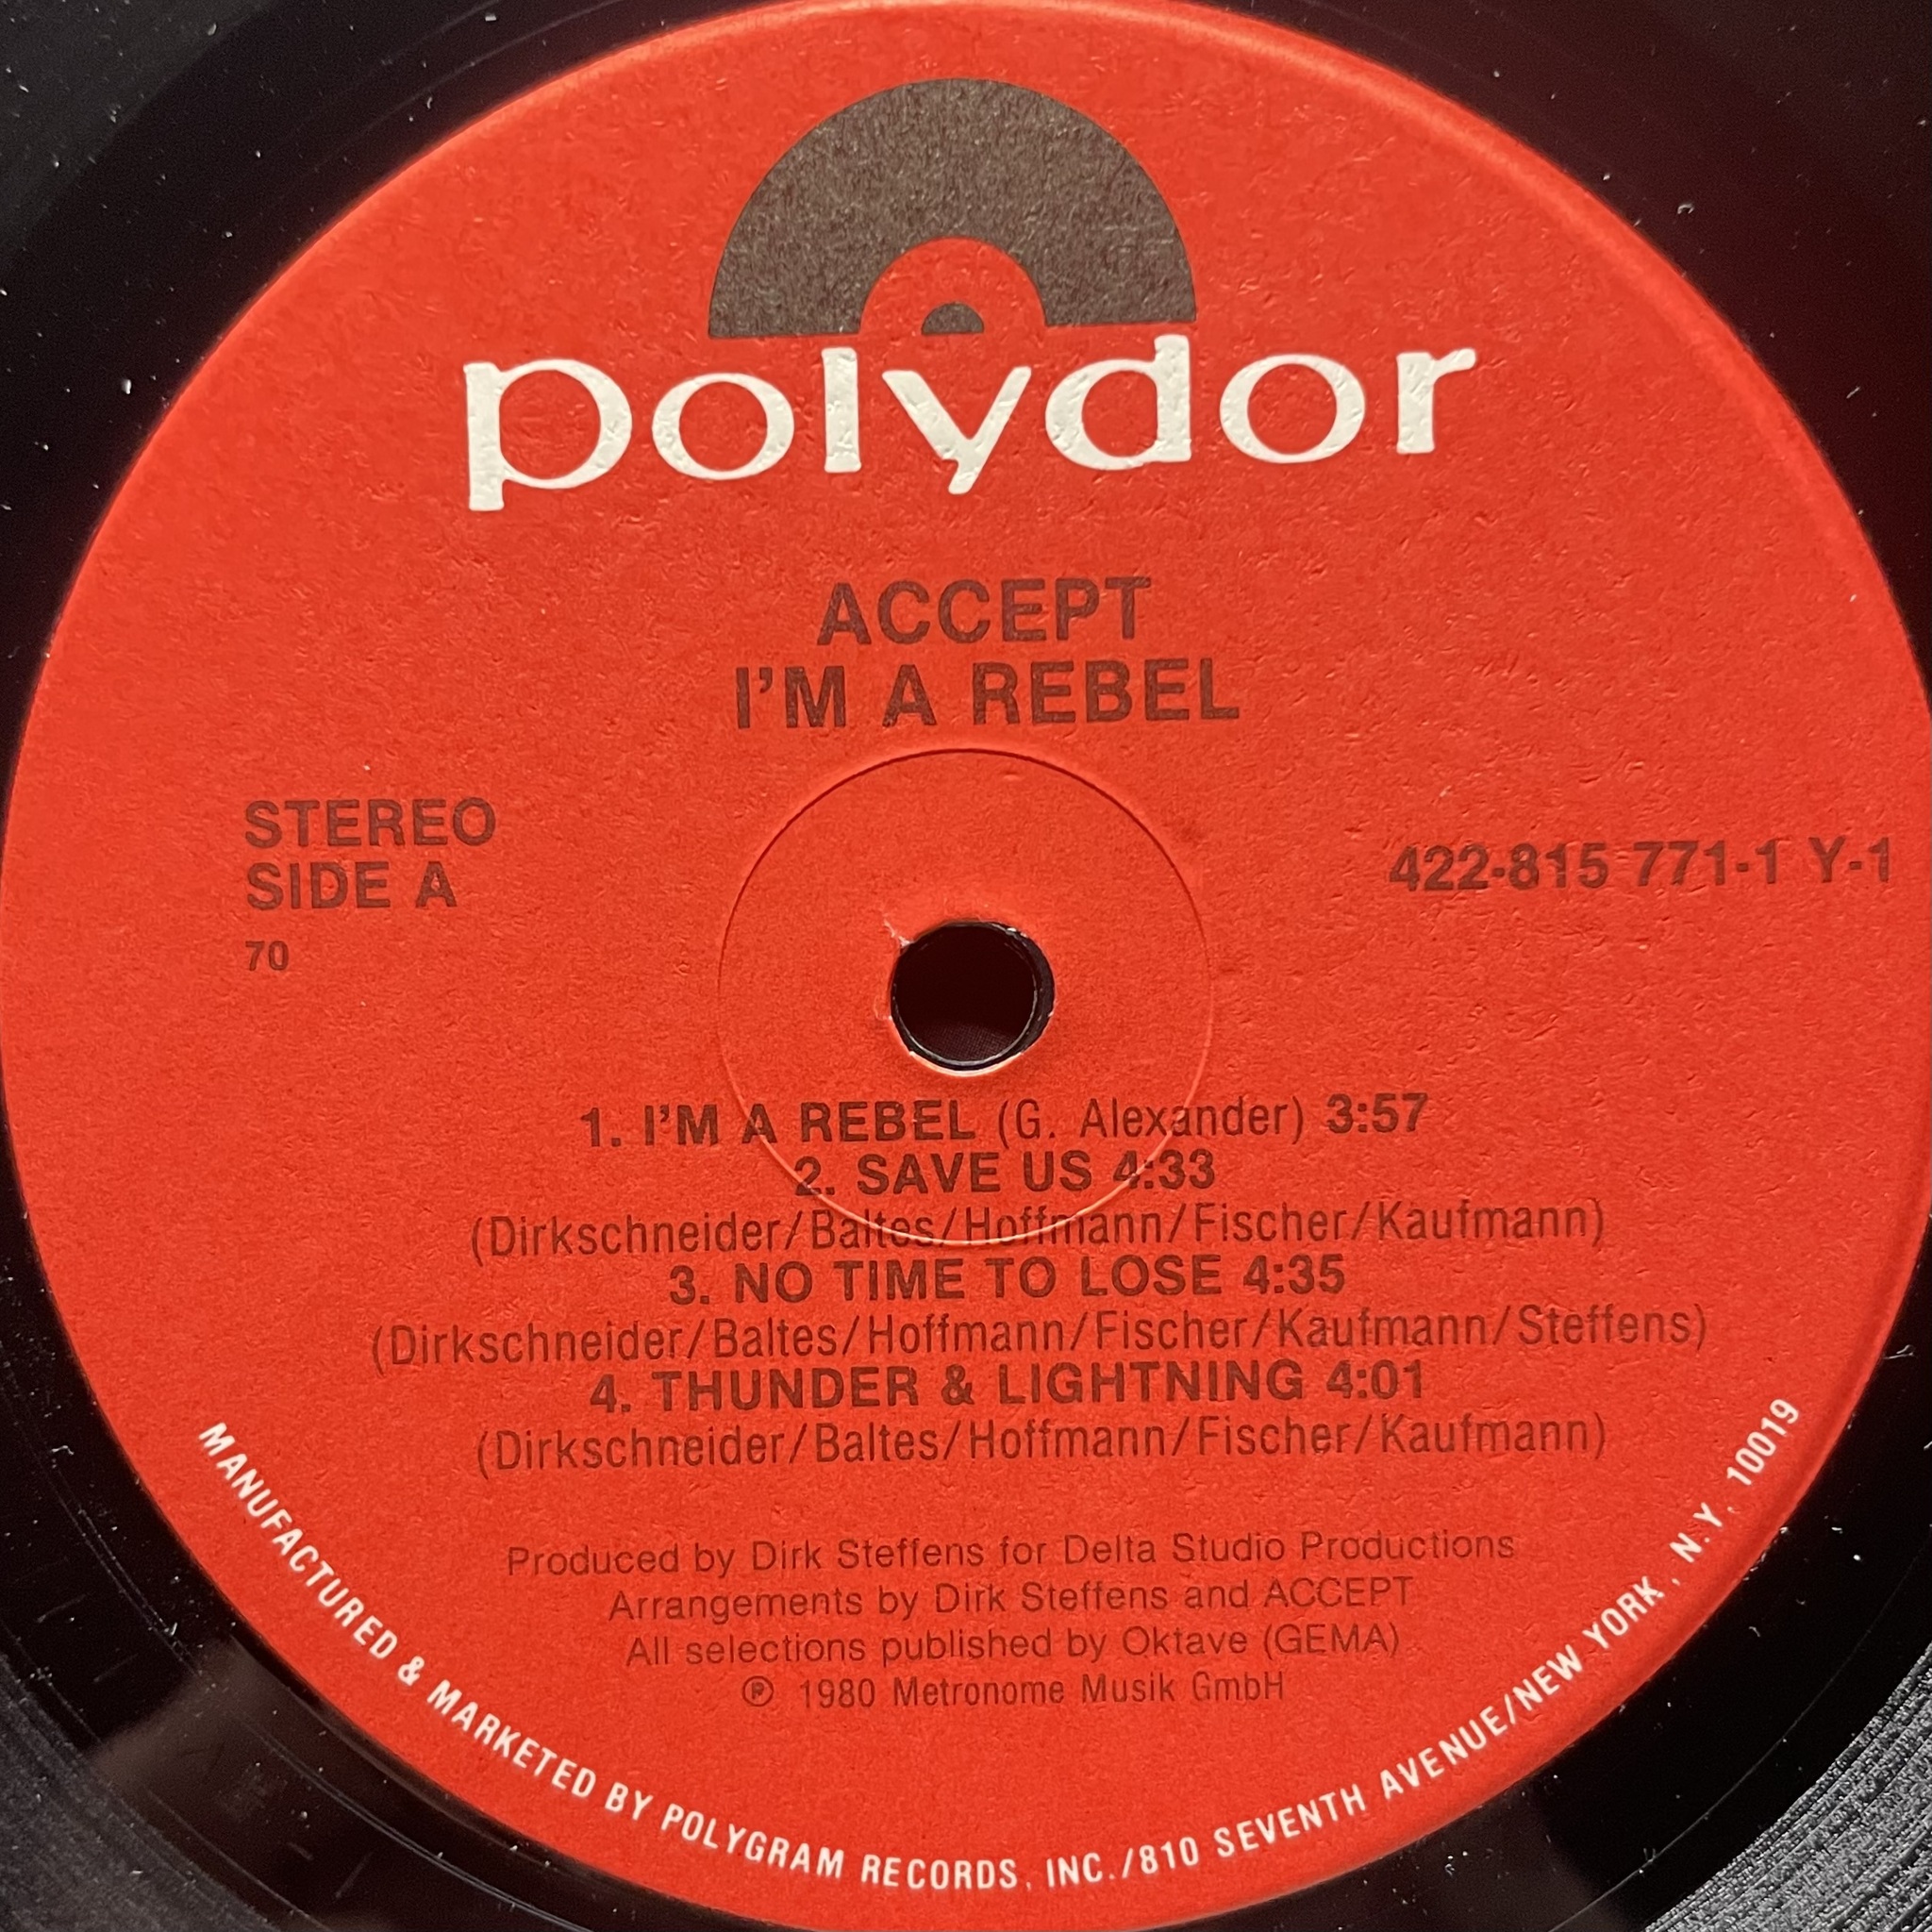 polydor
ACCEPT
I'M A REBEL
STEREO
SIDE A
70
422-815 771-1 Y-1
1. I'M A REBEL (G. Alexander) 3:57
2. SAVE US 4:33
(Dirkschneider/Baltes/Hoffmann/Fischer/Kaufmann)
3. NO TIME TO LOSE 4:35
(Dirkschneider/Baltes/Hoffmann/Fischer/Kaufmann/Steffens)
4. THUNDER & LIGHTNING 4:01
(Dirkschneider/Baltes/Hoffmann/Fischer/Kaufmann)
Produced by Dirk Steffens for Delta Studio Productions
Arrangements by Dirk Steffens and ACCEPT
All selections published by Oktave (GEMA)
℗ 1980 Metronome Musik GmbH
MANUFACTURED & MARKETED BY POLYGRAM RECORDS, INC./810 SEVENTH AVENUE/NEW YORK, N.Y. 10019